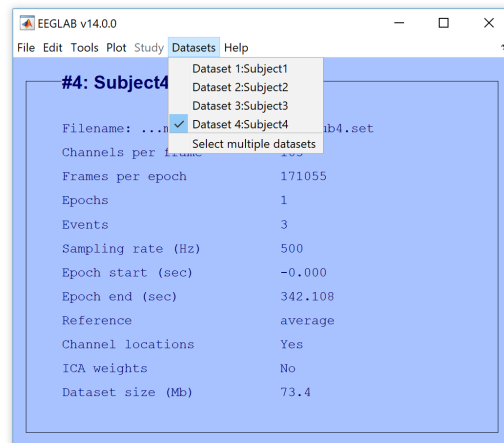 EEGLAB v14.0.0
File Edit Tools Plot Study Datasets Help
Dataset 1:Subject1
Dataset 2:Subject2
Dataset 3:Subject3
Dataset 4:Subject4
Select multiple datasets
#4: Subject4
Filename: ...m ub4.set
Channels per frame
Frames per epoch 171055
Epochs 1
Events 3
Sampling rate (Hz) 500
Epoch start (sec) -0.000
Epoch end (sec) 342.108
Reference average
Channel locations Yes
ICA weights No
Dataset size (Mb) 73.4